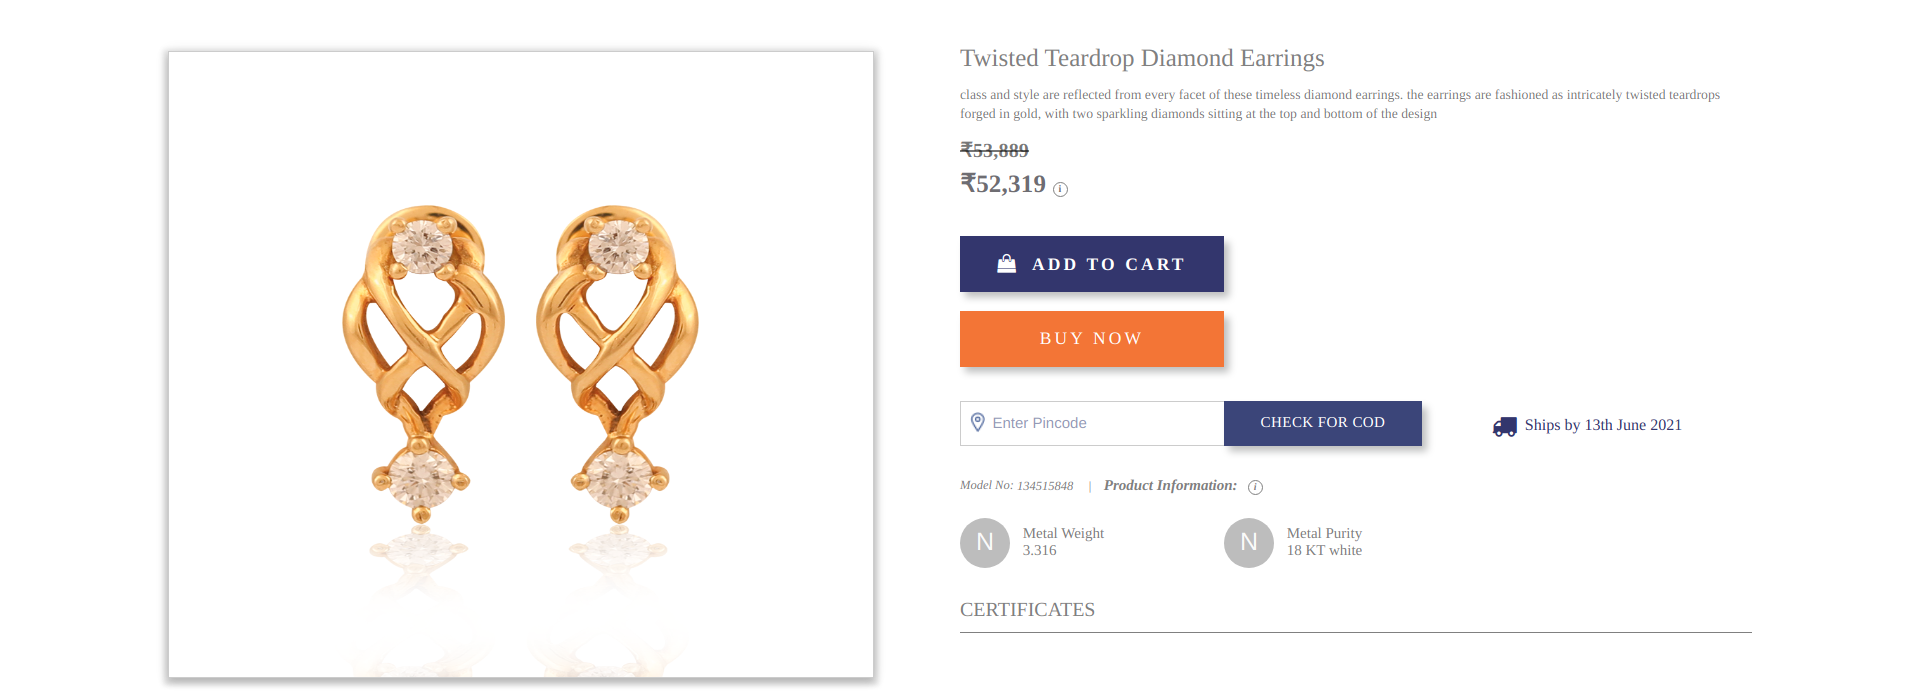 Twisted Teardrop Diamond Earrings
class and style are reflected from every facet of these timeless diamond earrings. the earrings are fashioned as intricately twisted teardrops
forged in gold, with two sparkling diamonds sitting at the top and bottom of the design
₹53,889
₹52,319 i
ADD TO CART
BUY NOW
Enter Pincode
CHECK FOR COD
Ships by 13th June 2021
Model No: 134515848 | Product Information: i
N
Metal Weight
3.316
N
Metal Purity
18 KT white
CERTIFICATES